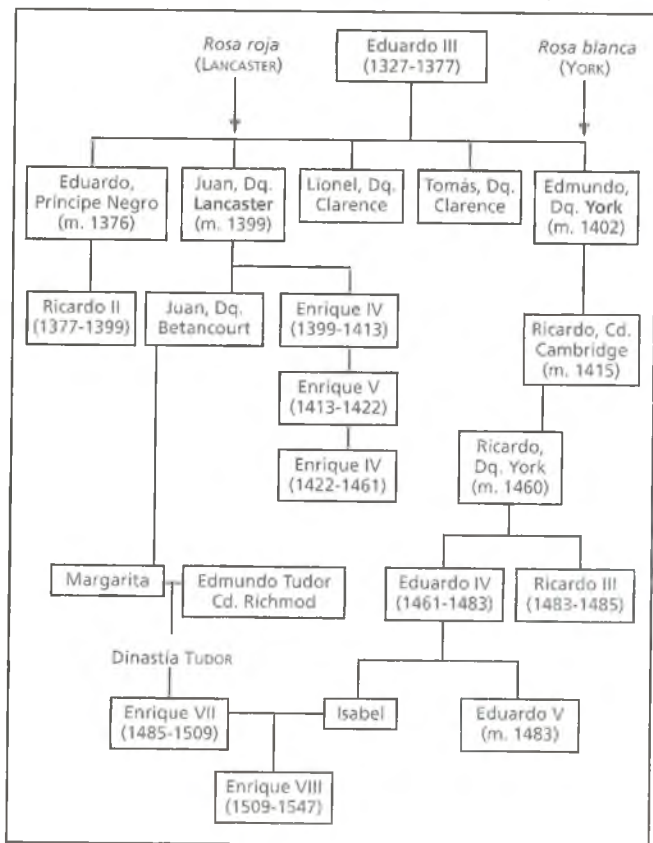 Rosa roja
(LANCASTER)
Eduardo III
(1327-1377)
Rosa blanca
(YORK)
Eduardo,
Príncipe Negro
(m. 1376)
Juan, Dq.
Lancaster
(m. 1399)
Lionel, Dq.
Clarence
Tomás, Dq.
Clarence
Edmundo,
Dq. York
(m. 1402)
Ricardo II
(1377-1399)
Juan, Dq.
Betancourt
Enrique IV
(1399-1413)
Ricardo, Cd.
Cambridge
(m. 1415)
Enrique V
(1413-1422)
Enrique IV
(1422-1461)
Ricardo,
Dq. York
(m. 1460)
Margarita
Edmundo Tudor
Cd. Richmod
Eduardo IV
(1461-1483)
Ricardo III
(1483-1485)
Dinastía TUDOR
Enrique VII
(1485-1509)
Isabel
Eduardo V
(m. 1483)
Enrique VIII
(1509-1547)